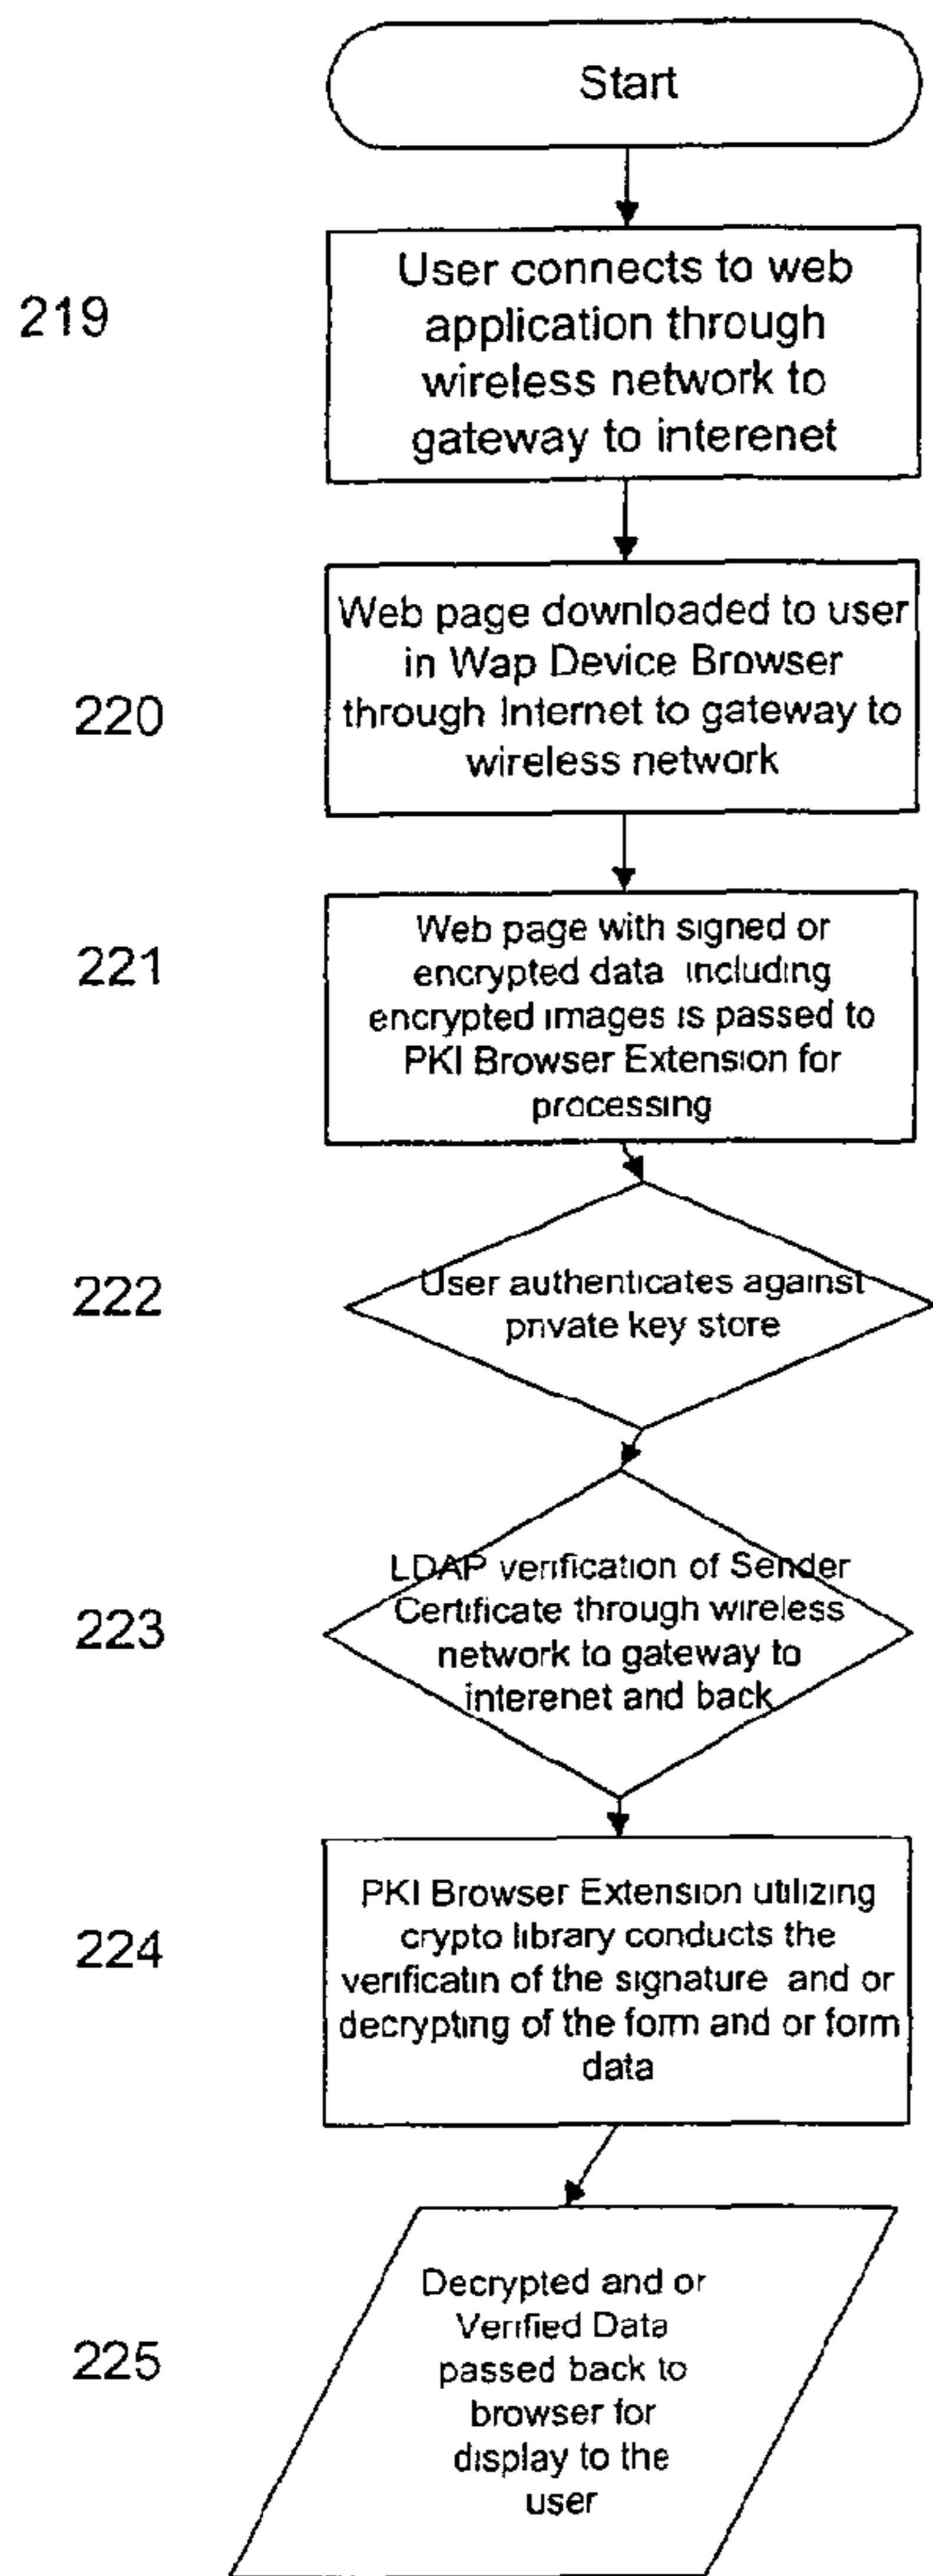 Start
219
User connects to web
application through
wireless network to
gateway to interenet
220
Web page downloaded to user
in Wap Device Browser
through Internet to gateway to
wireless network
221
Web page with signed or
encrypted data including
encrypted images is passed to
PKI Browser Extension for
processing
222
User authenticates against
private key store
223
LDAP verification of Sender
Certificate through wireless
network to gateway to
interenet and back
224
PKI Browser Extension utilizing
crypto library conducts the
verificatin of the signature and or
decrypting of the form and or form
data
225
Decrypted and or
Verified Data
passed back to
browser for
display to the
user